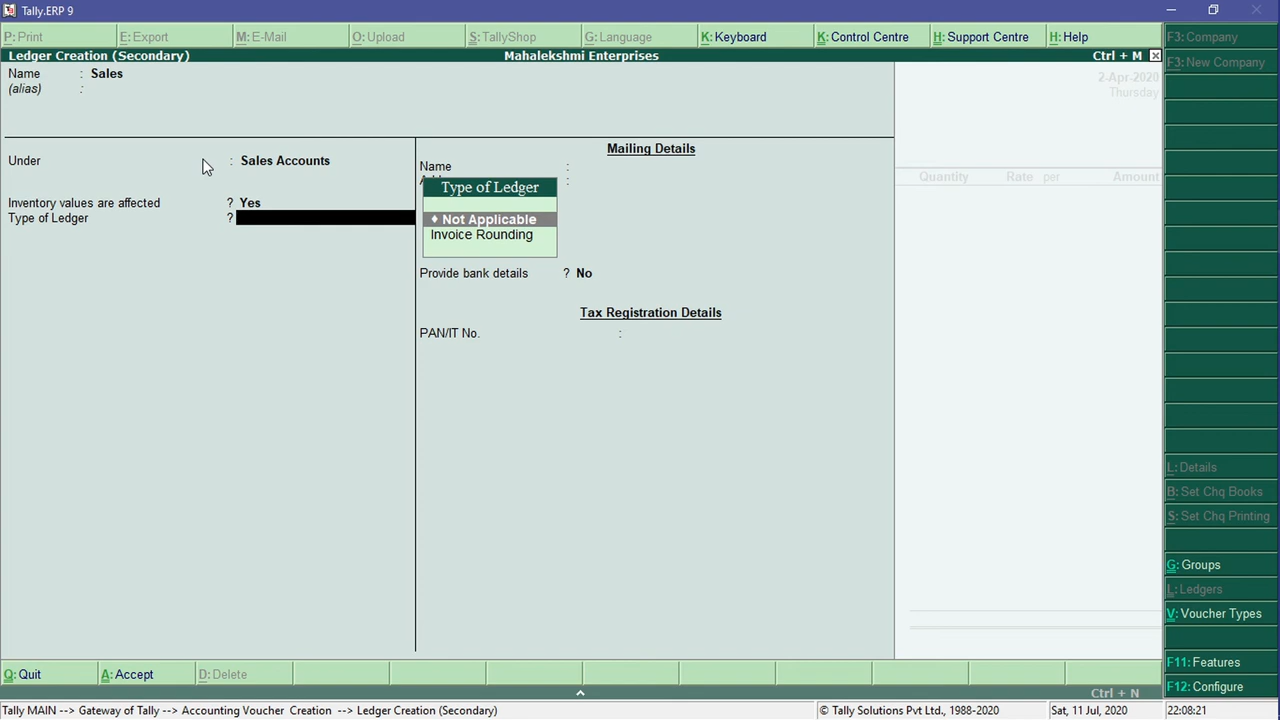 Tally.ERP 9
P: Print E: Export M: E-Mail O: Upload S: TallyShop G: Language K: Keyboard K: Control Centre H: Support Centre H: Help F3: Company
Ledger Creation (Secondary) Mahalekshmi Enterprises Ctrl + M
F3: New Company
Name : Sales
(alias) :
2-Apr-2020
Thursday
Mailing Details
Under : Sales Accounts
Name :
Quantity Rate per Amount
Type of Ledger
Inventory values are affected ? Yes
Type of Ledger ?
♦ Not Applicable
Invoice Rounding
Provide bank details ? No
Tax Registration Details
PAN/IT No. :
L: Details
B: Set Chq Books
S: Set Chq Printing
G: Groups
L: Ledgers
V: Voucher Types
F11: Features
F12: Configure
Q: Quit A: Accept D: Delete
Ctrl + N
Tally MAIN --> Gateway of Tally --> Accounting Voucher Creation --> Ledger Creation (Secondary) © Tally Solutions Pvt Ltd., 1988-2020 Sat, 11 Jul, 2020 22:08:21